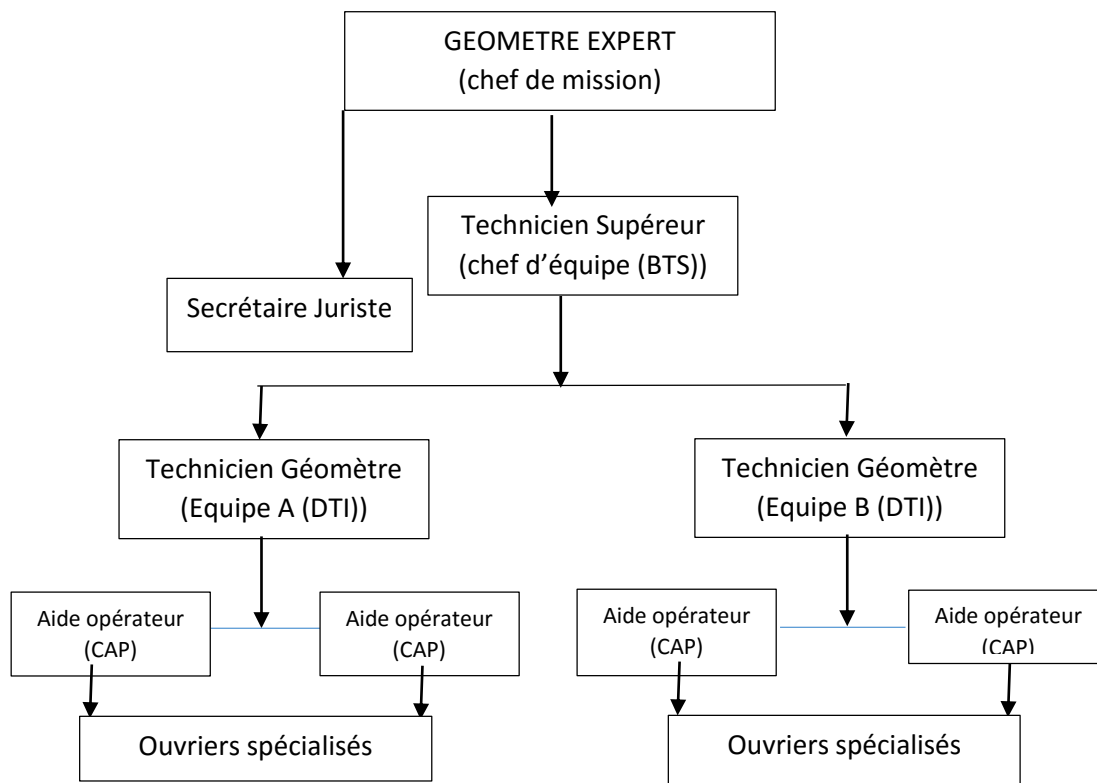 GEOMETRE EXPERT
(chef de mission)
Technicien Supéreur
(chef d'équipe (BTS))
Secrétaire Juriste
Technicien Géomètre
(Equipe A (DTI))
Technicien Géomètre
(Equipe B (DTI))
Aide opérateur
(CAP)
Aide opérateur
(CAP)
Aide opérateur
(CAP)
Aide opérateur
(CAP)
Ouvriers spécialisés
Ouvriers spécialisés